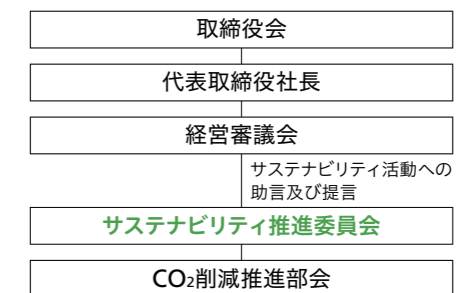 取締役会
代表取締役社長
経営審議会
サステナビリティ活動への
助言及び提言
サステナビリティ推進委員会
CO₂削減推進部会